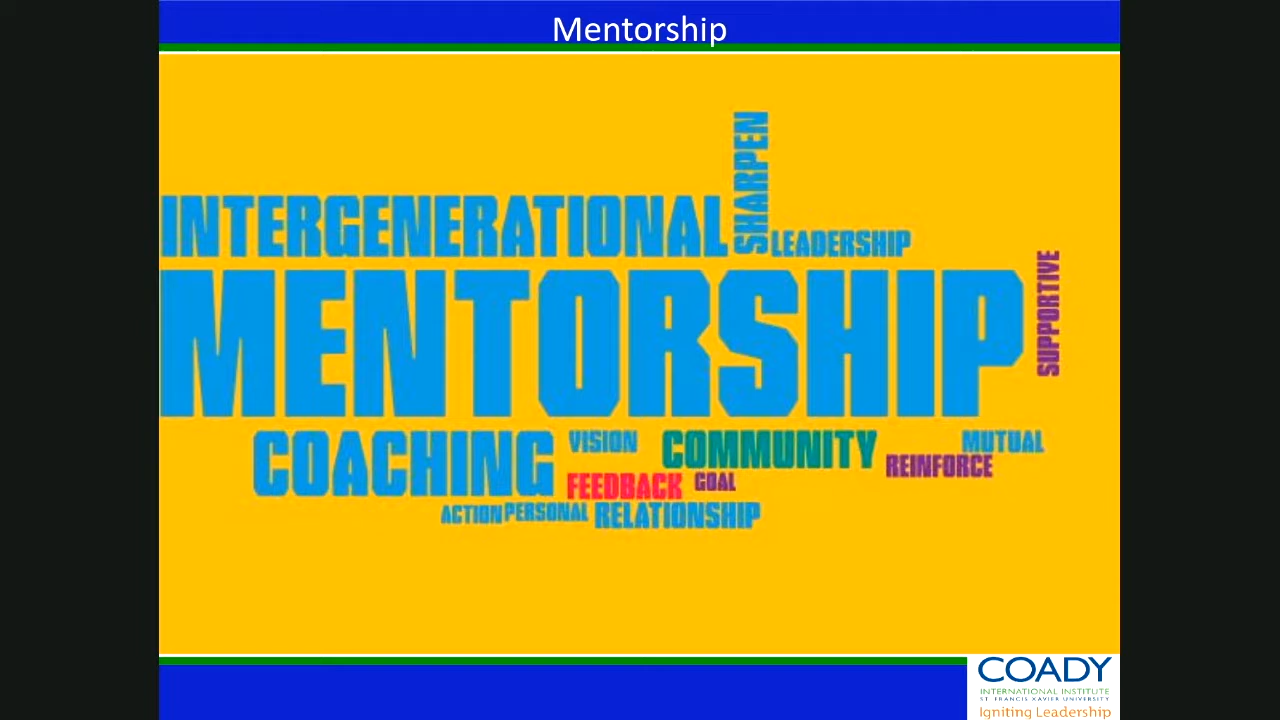 Mentorship
SHARPEN
INTERGENERATIONAL
LEADERSHIP
SUPPORTIVE
MENTORSHIP
COACHING
VISION
COMMUNITY
MUTUAL
REINFORCE
FEEDBACK
GOAL
ACTION
PERSONAL
RELATIONSHIP
COADY
INTERNATIONAL INSTITUTE
ST. FRANCIS XAVIER UNIVERSITY
Igniting Leadership